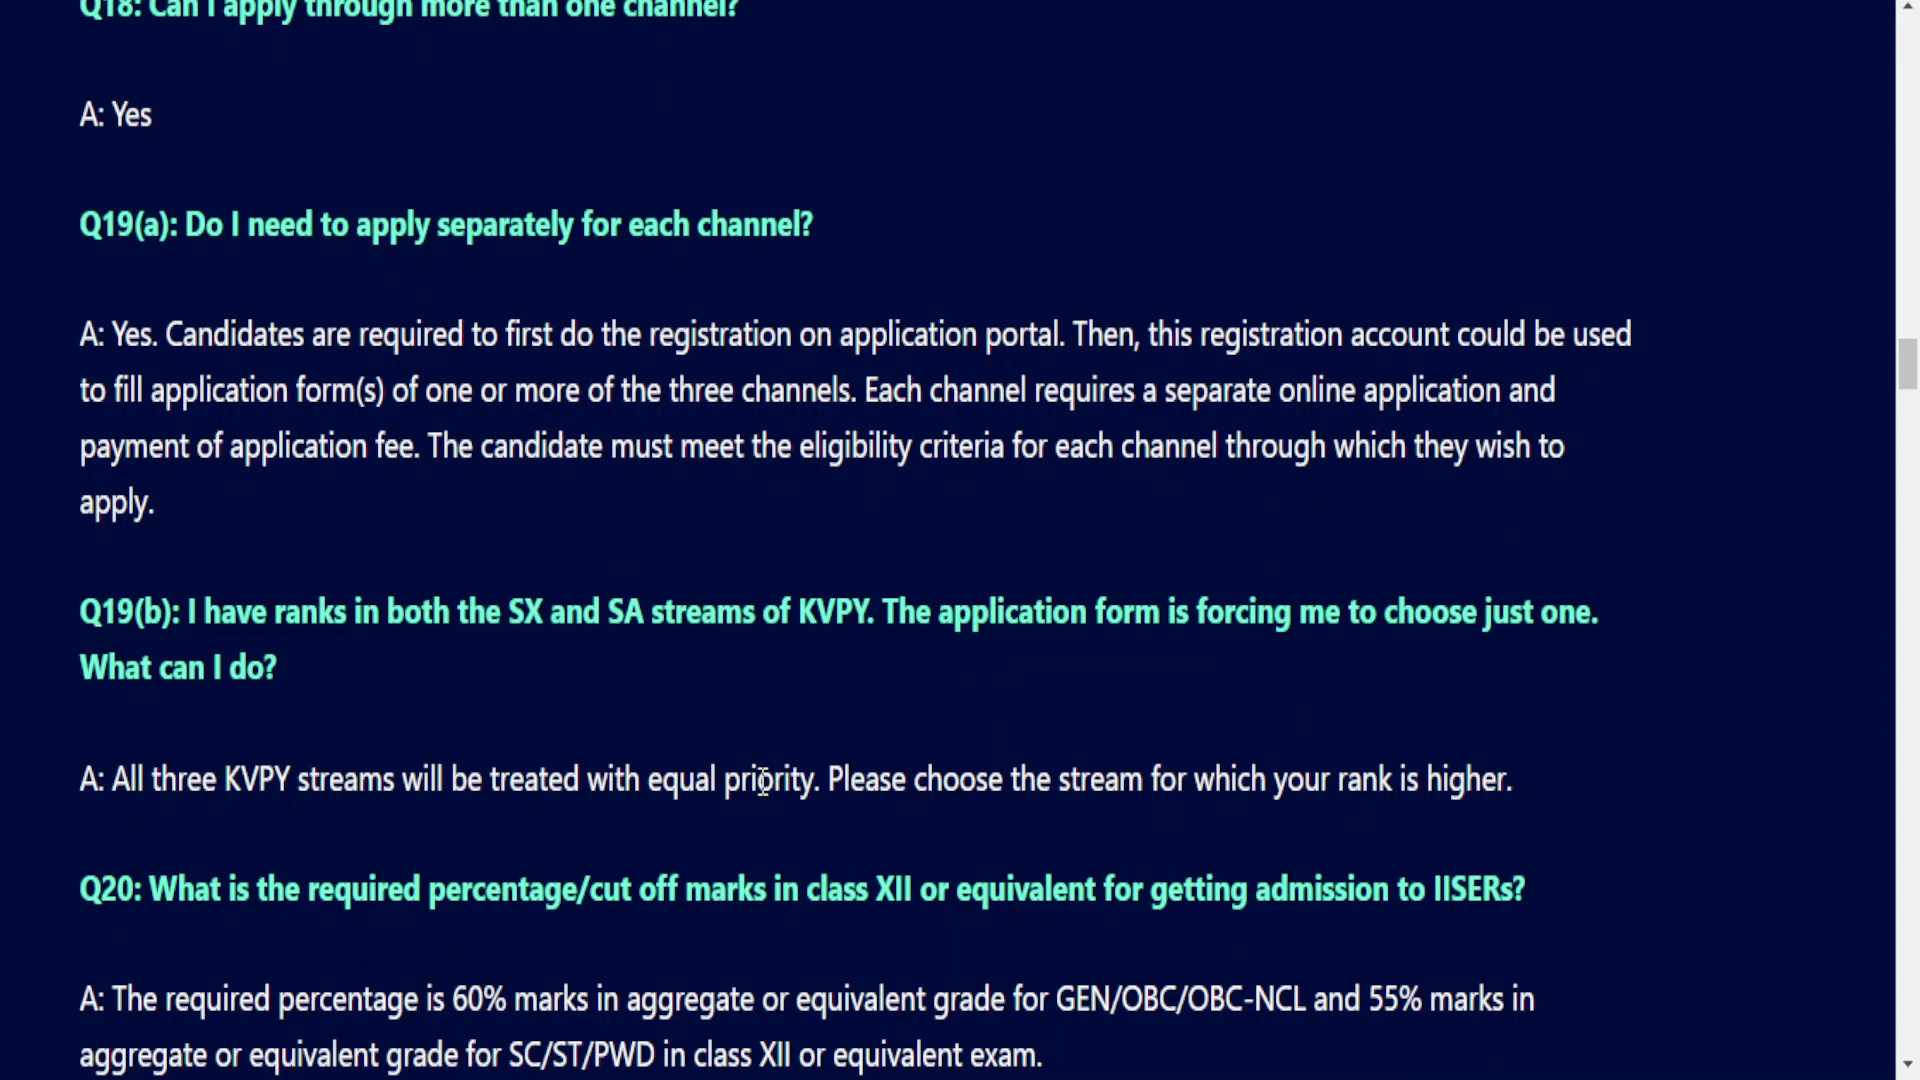 Q18: Can I apply through more than one channel?
A: Yes
Q19(a): Do I need to apply separately for each channel?
A: Yes. Candidates are required to first do the registration on application portal. Then, this registration account could be used
to fill application form(s) of one or more of the three channels. Each channel requires a separate online application and
payment of application fee. The candidate must meet the eligibility criteria for each channel through which they wish to
apply.
Q19(b): I have ranks in both the SX and SA streams of KVPY. The application form is forcing me to choose just one.
What can I do?
A: All three KVPY streams will be treated with equal priority. Please choose the stream for which your rank is higher.
Q20: What is the required percentage/cut off marks in class XII or equivalent for getting admission to IISERs?
A: The required percentage is 60% marks in aggregate or equivalent grade for GEN/OBC/OBC-NCL and 55% marks in
aggregate or equivalent grade for SC/ST/PWD in class XII or equivalent exam.